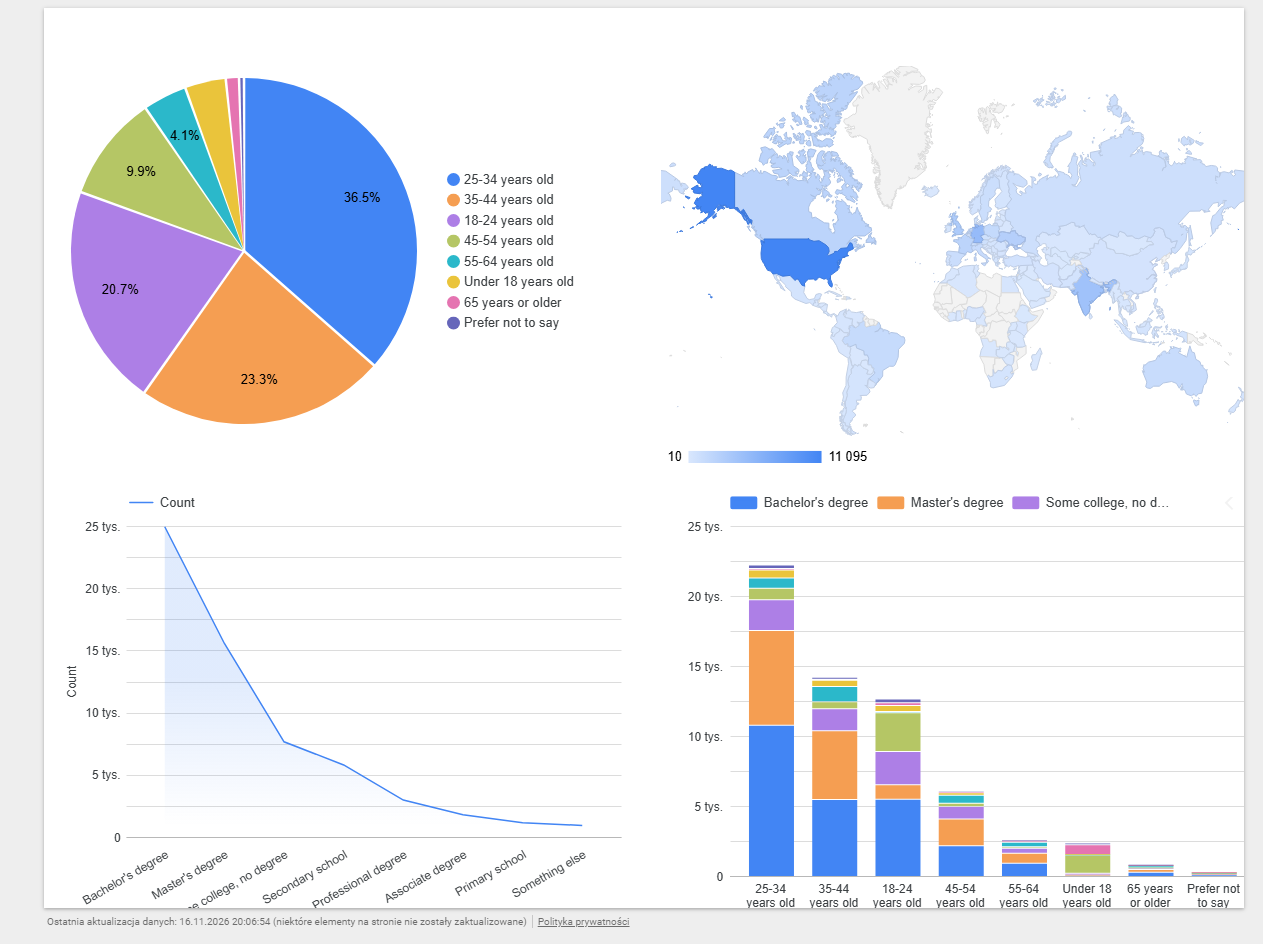 36.5%
23.3%
20.7%
9.9%
4.1%
25-34 years old
35-44 years old
18-24 years old
45-54 years old
55-64 years old
Under 18 years old
65 years or older
Prefer not to say
10
11 095
Count
25 tys.
20 tys.
15 tys.
10 tys.
5 tys.
0
Count
Bachelor's degree
Master's degree
college, no degree
Secondary school
Professional degree
Associate degree
Primary school
Something else
Bachelor's degree
Master's degree
Some college, no d…
25 tys.
20 tys.
15 tys.
10 tys.
5 tys.
0
25-34
years old
35-44
years old
18-24
years old
45-54
years old
55-64
years old
Under 18
years old
65 years
or older
Prefer not
to say
Ostatnia aktualizacja danych: 16.11.2026 20:06:54 (niektóre elementy na stronie nie zostały zaktualizowane)
Polityka prywatności